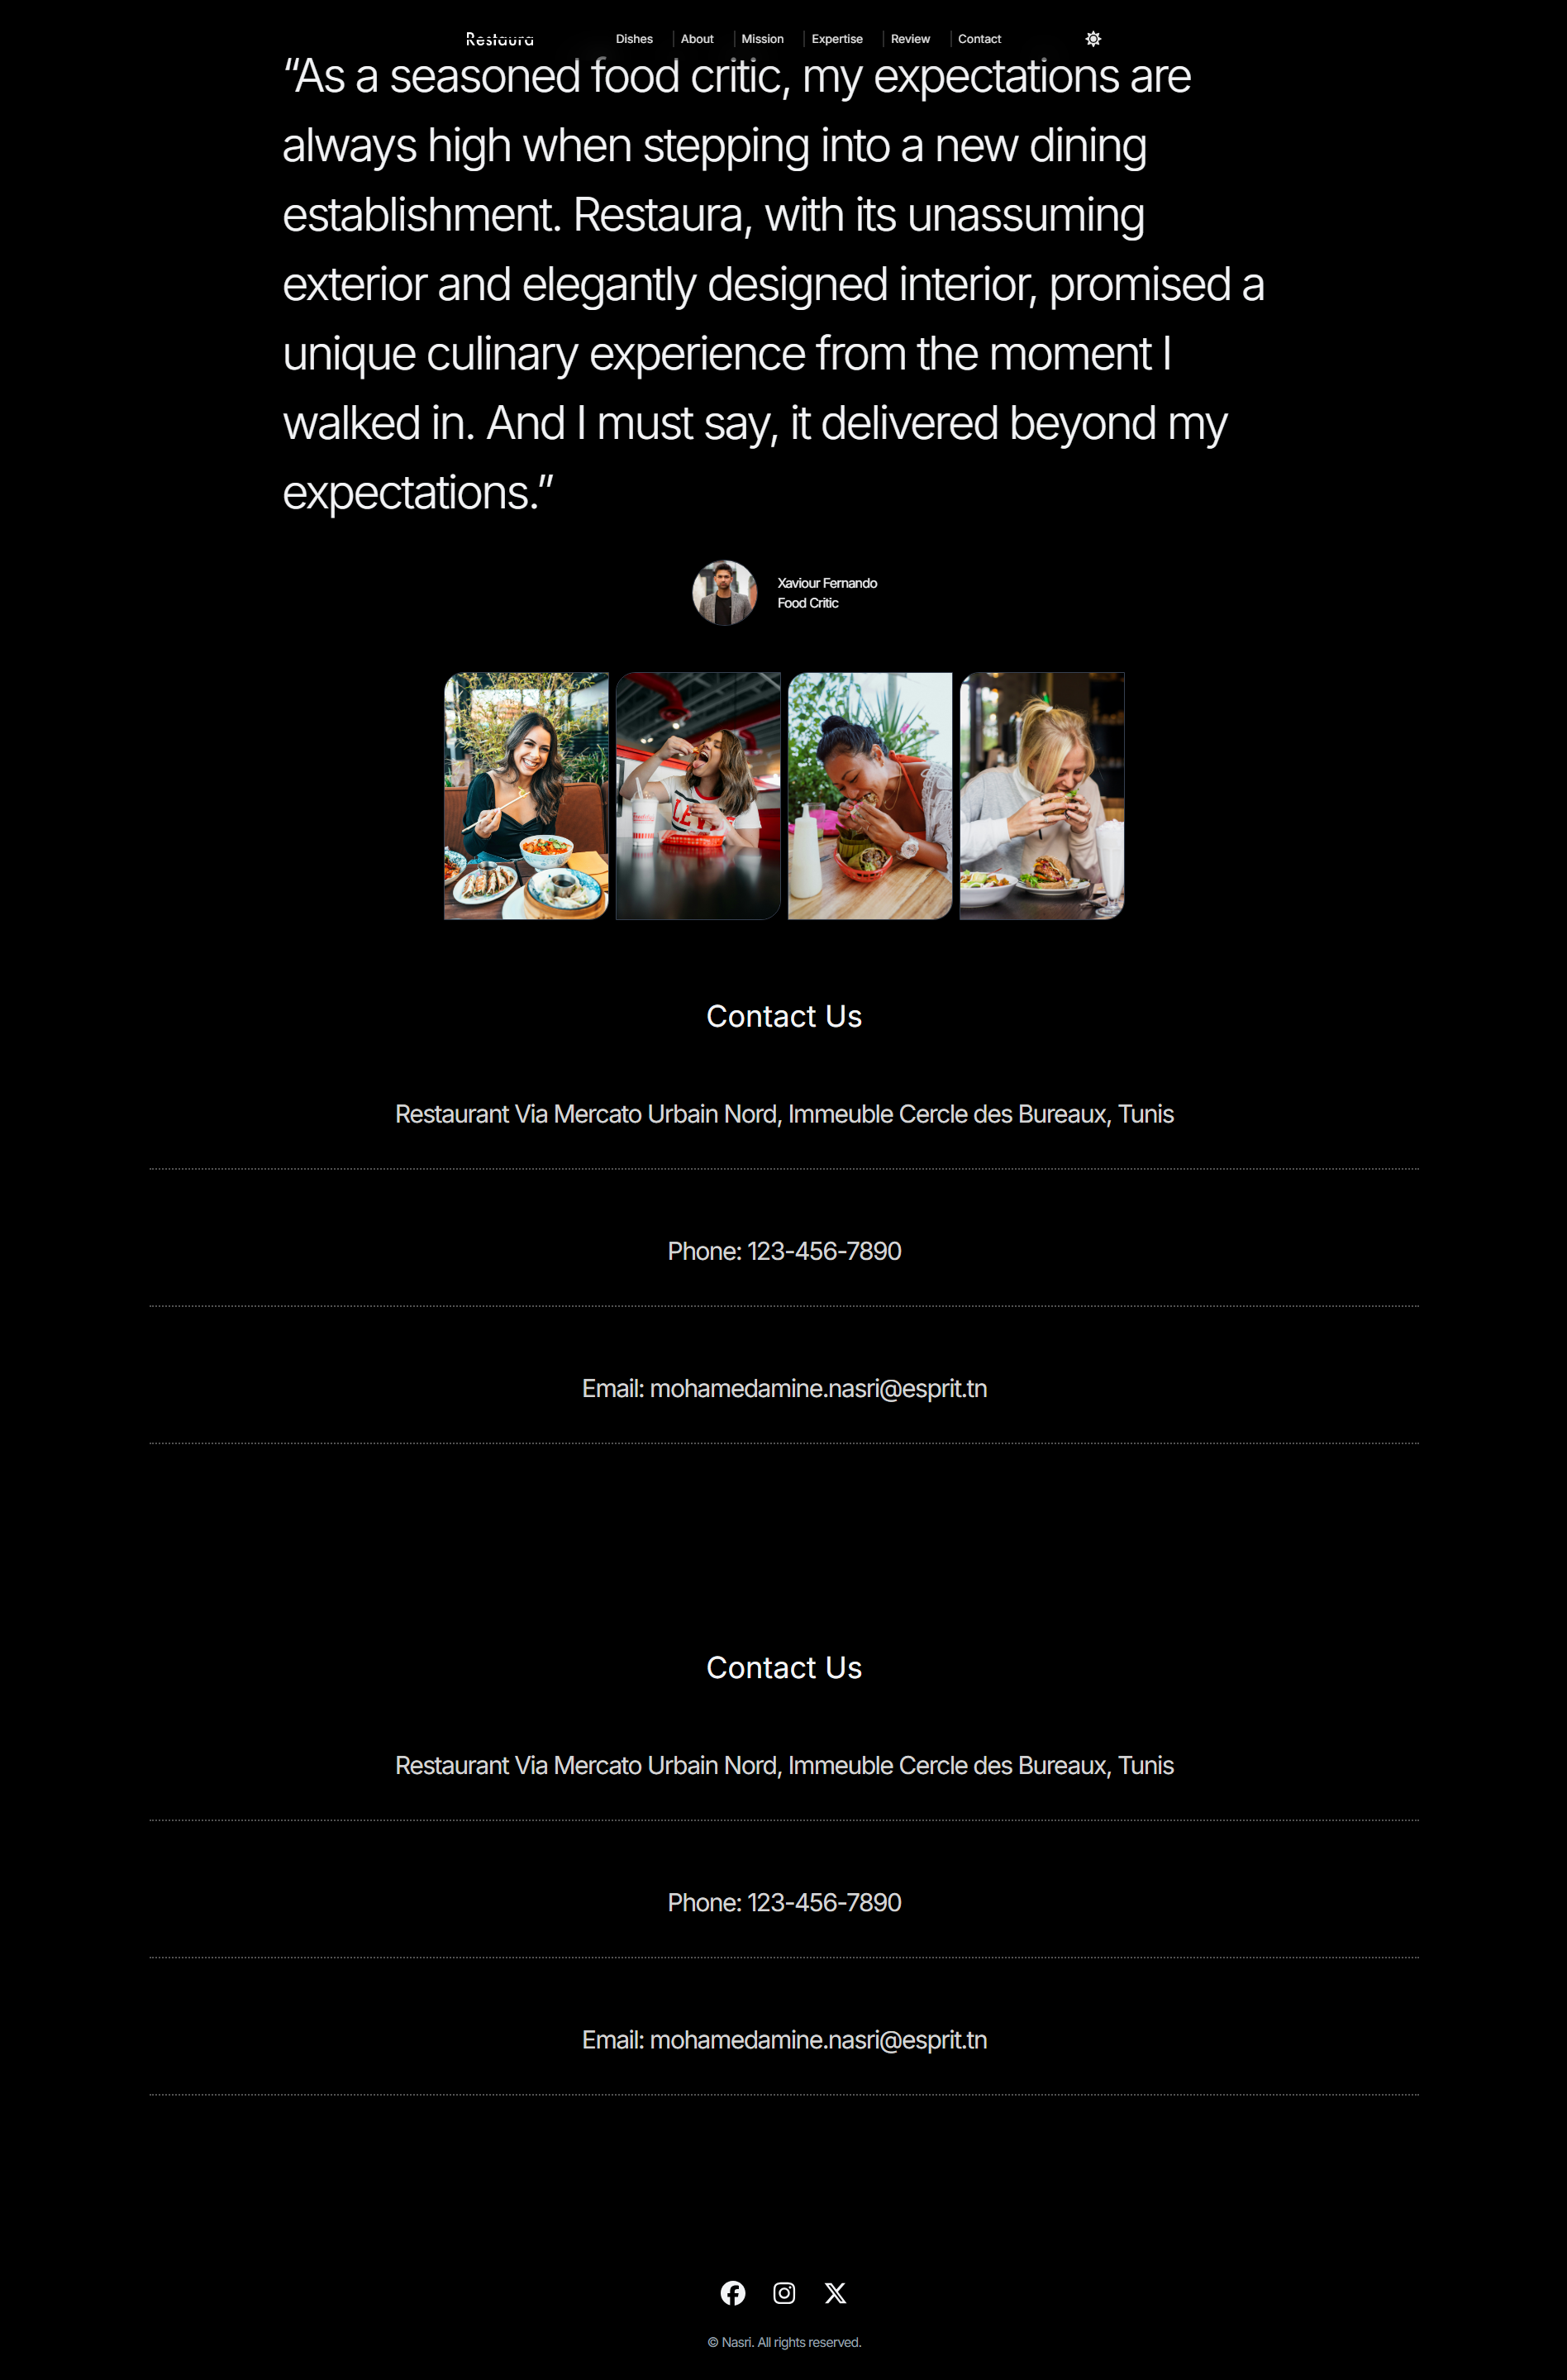 Restaura
Dishes
About
Mission
Expertise
Review
Contact
“As a seasoned food critic, my expectations are
always high when stepping into a new dining
establishment. Restaura, with its unassuming
exterior and elegantly designed interior, promised a
unique culinary experience from the moment I
walked in. And I must say, it delivered beyond my
expectations.”
Xaviour Fernando
Food Critic
Contact Us
Restaurant Via Mercato Urbain Nord, Immeuble Cercle des Bureaux, Tunis
Phone: 123-456-7890
Email: mohamedamine.nasri@esprit.tn
Contact Us
Restaurant Via Mercato Urbain Nord, Immeuble Cercle des Bureaux, Tunis
Phone: 123-456-7890
Email: mohamedamine.nasri@esprit.tn
© Nasri. All rights reserved.